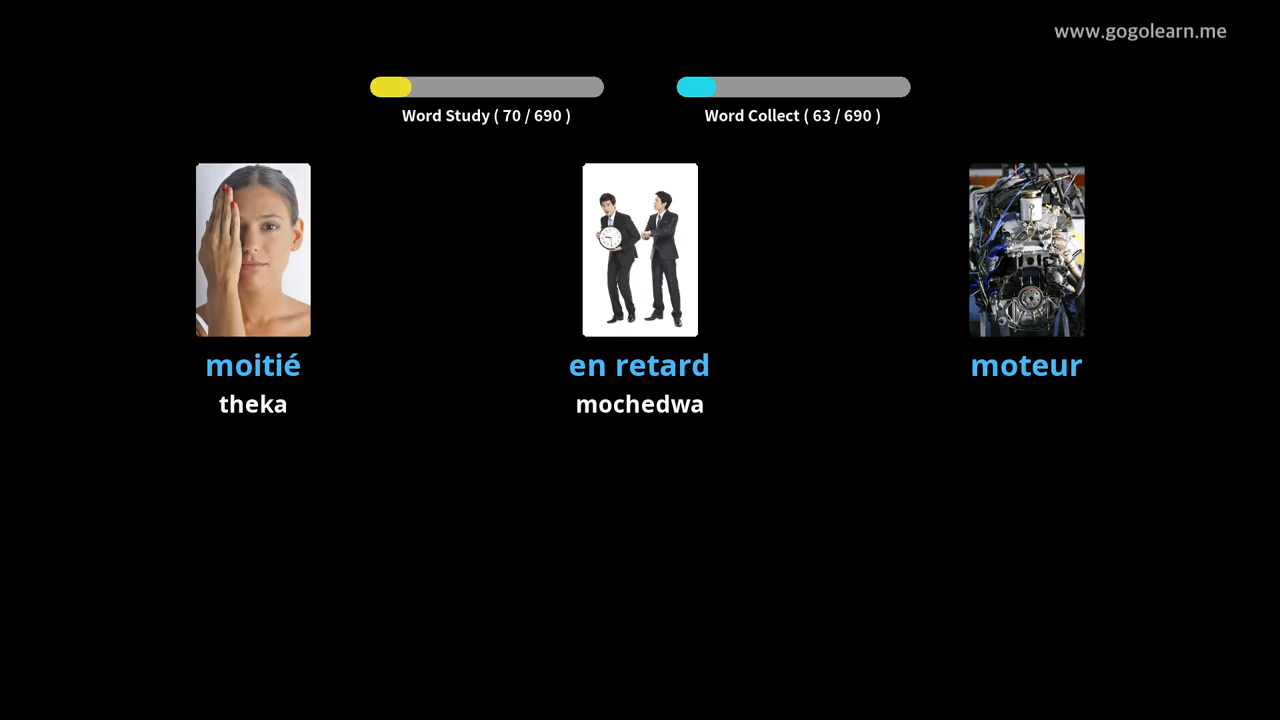 www.gogolearn.me
Word Study ( 70 / 690 )
Word Collect ( 63 / 690 )
moitié
en retard
moteur
theka
mochedwa